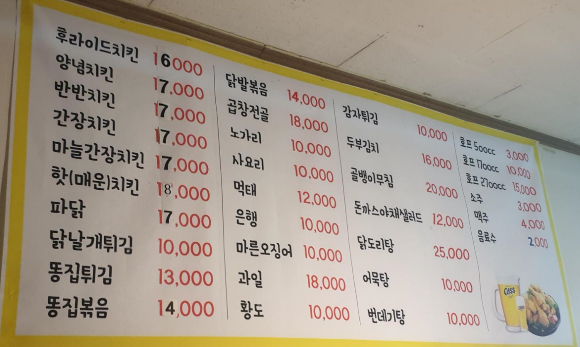 후라이드치킨 16000
양념치킨 17,000
반반치킨 17,000
간장치킨 17,000
마늘간장치킨 17,000
핫(매운)치킨 18,000
파닭 17,000
닭날개튀김 10,000
똥집튀김 13,000
똥집볶음 14,000
닭발볶음 14,000
곱창전골 18,000
노가리 10,000
사요리 10,000
먹태 12,000
은행 10,000
마른오징어 10,000
과일 18,000
황도 10,000
감자튀김 10,000
두부김치 16,000
골뱅이무침 20,000
돈까스야채샐러드 12,000
닭도리탕 25,000
어묵탕 10,000
번데기탕 10,000
호프 500cc 3,000
호프 1700cc 10,000
호프 2700cc 15,000
소주 3,000
맥주 4,000
음료수 2,000
Cass